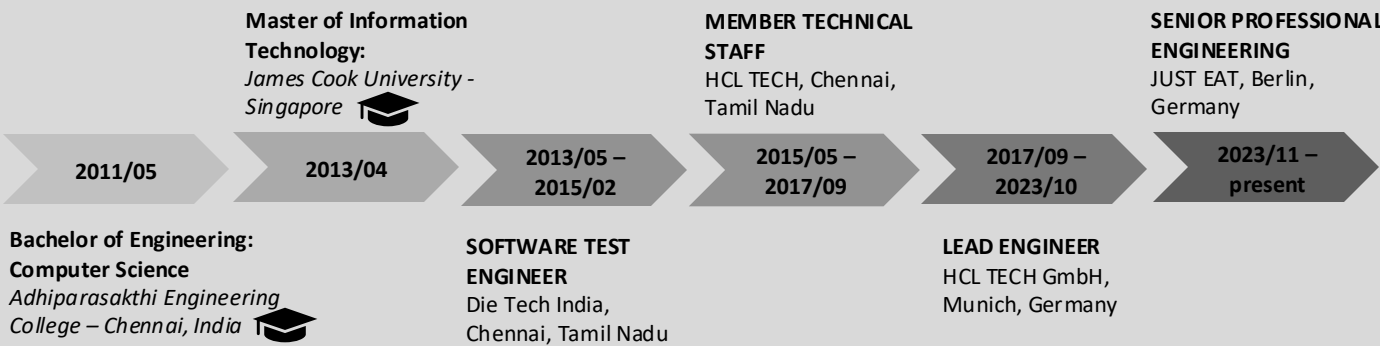 Master of Information
Technology:
James Cook University -
Singapore
MEMBER TECHNICAL
STAFF
HCL TECH, Chennai,
Tamil Nadu
SENIOR PROFESSIONAL
ENGINEERING
JUST EAT, Berlin,
Germany
2011/05
2013/04
2013/05 –
2015/02
2015/05 –
2017/09
2017/09 –
2023/10
2023/11 –
present
Bachelor of Engineering:
Computer Science
Adhiparasakthi Engineering
College – Chennai, India
SOFTWARE TEST
ENGINEER
Die Tech India,
Chennai, Tamil Nadu
LEAD ENGINEER
HCL TECH GmbH,
Munich, Germany